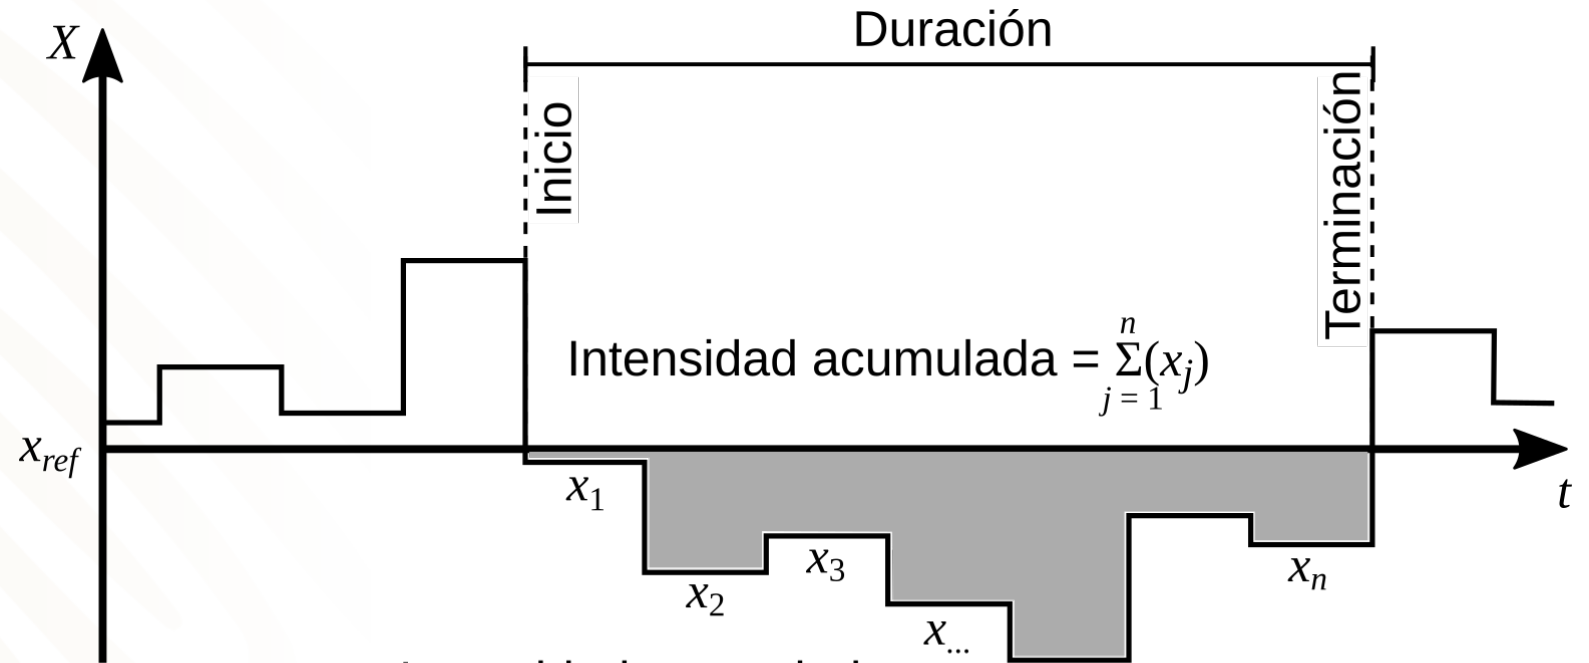 X
Duración
Inicio
Terminación
Intensidad acumulada = Σ(xj)
n
j = 1
xref
t
x1
x2
x3
x...
xn